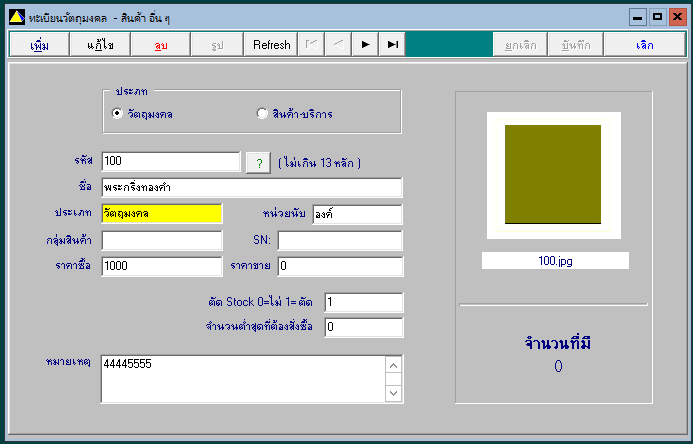 ทะเบียนวัตถุมงคล - สินค้า อื่น ๆ
เพิ่ม แก้ไข ลบ รูป Refresh ยกเลิก บันทึก เลิก
ประเภท
วัตถุมงคล สินค้า-บริการ
รหัส 100 ? ( ไม่เกิน 13 หลัก )
ชื่อ พระกริ่งทองคำ
ประเภท วัตถุมงคล หน่วยนับ องค์
กลุ่มสินค้า SN:
ราคาซื้อ 1000 ราคาขาย 0
ตัด Stock 0=ไม่ 1= ตัด 1
จำนวนต่ำสุดที่ต้องสั่งซื้อ 0
หมายเหตุ 44445555
100.jpg
จำนวนที่มี
0